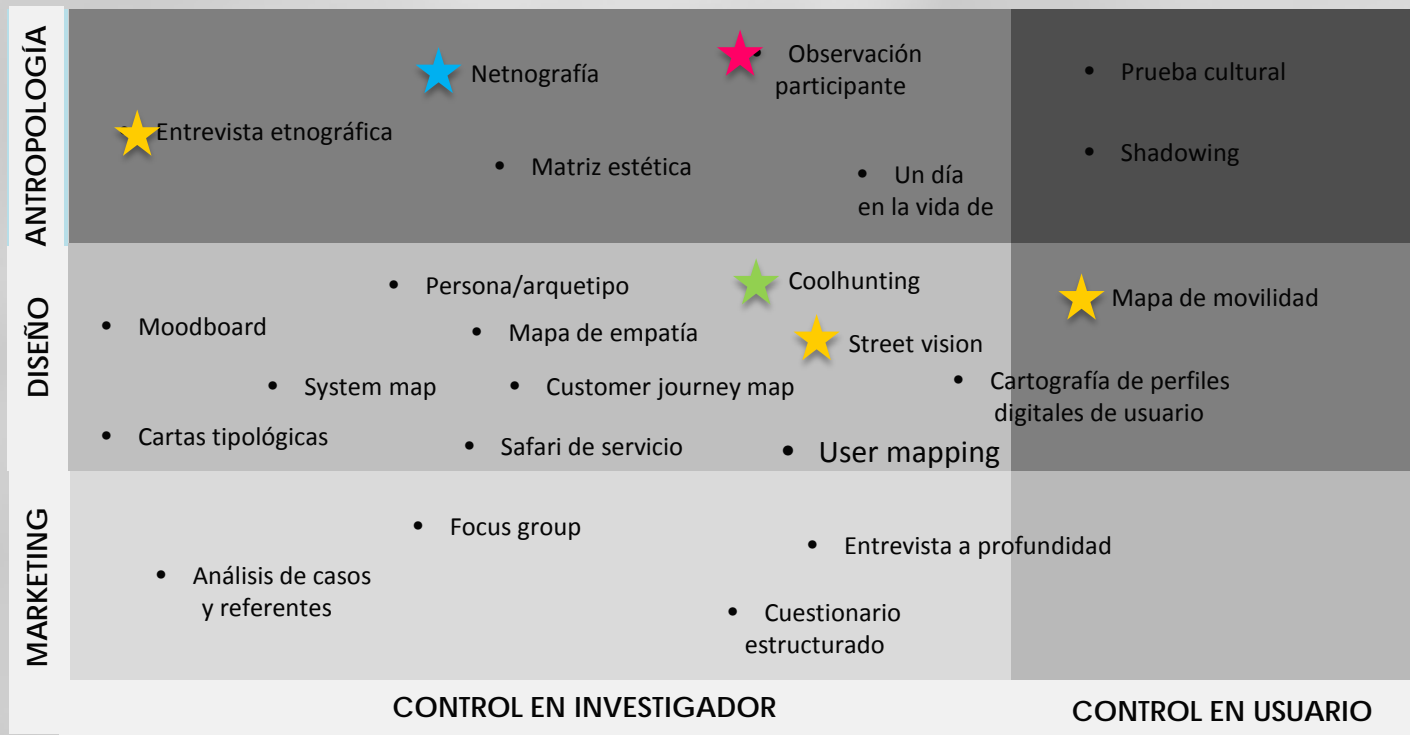 ANTROPOLOGÍA
Netnografía
Observación
participante
Prueba cultural
Entrevista etnográfica
Matriz estética
Shadowing
Un día
en la vida de
DISEÑO
Persona/arquetipo
Coolhunting
Mapa de movilidad
Moodboard
Mapa de empatía
Street vision
System map
Customer journey map
Cartografía de perfiles
digitales de usuario
Cartas tipológicas
Safari de servicio
User mapping
MARKETING
Focus group
Entrevista a profundidad
Análisis de casos
y referentes
Cuestionario
estructurado
CONTROL EN INVESTIGADOR
CONTROL EN USUARIO